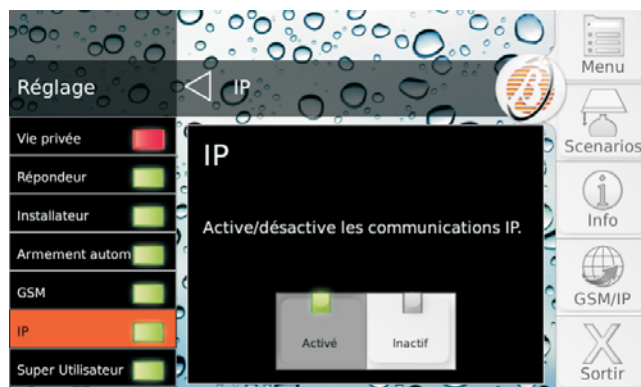 Réglage
IP
Menu
Scenarios
Info
GSM/IP
Sortir
Vie privée
Répondeur
Installateur
Armement autom
GSM
IP
Super Utilisateur
IP
Active/désactive les communications IP.
Activé
Inactif